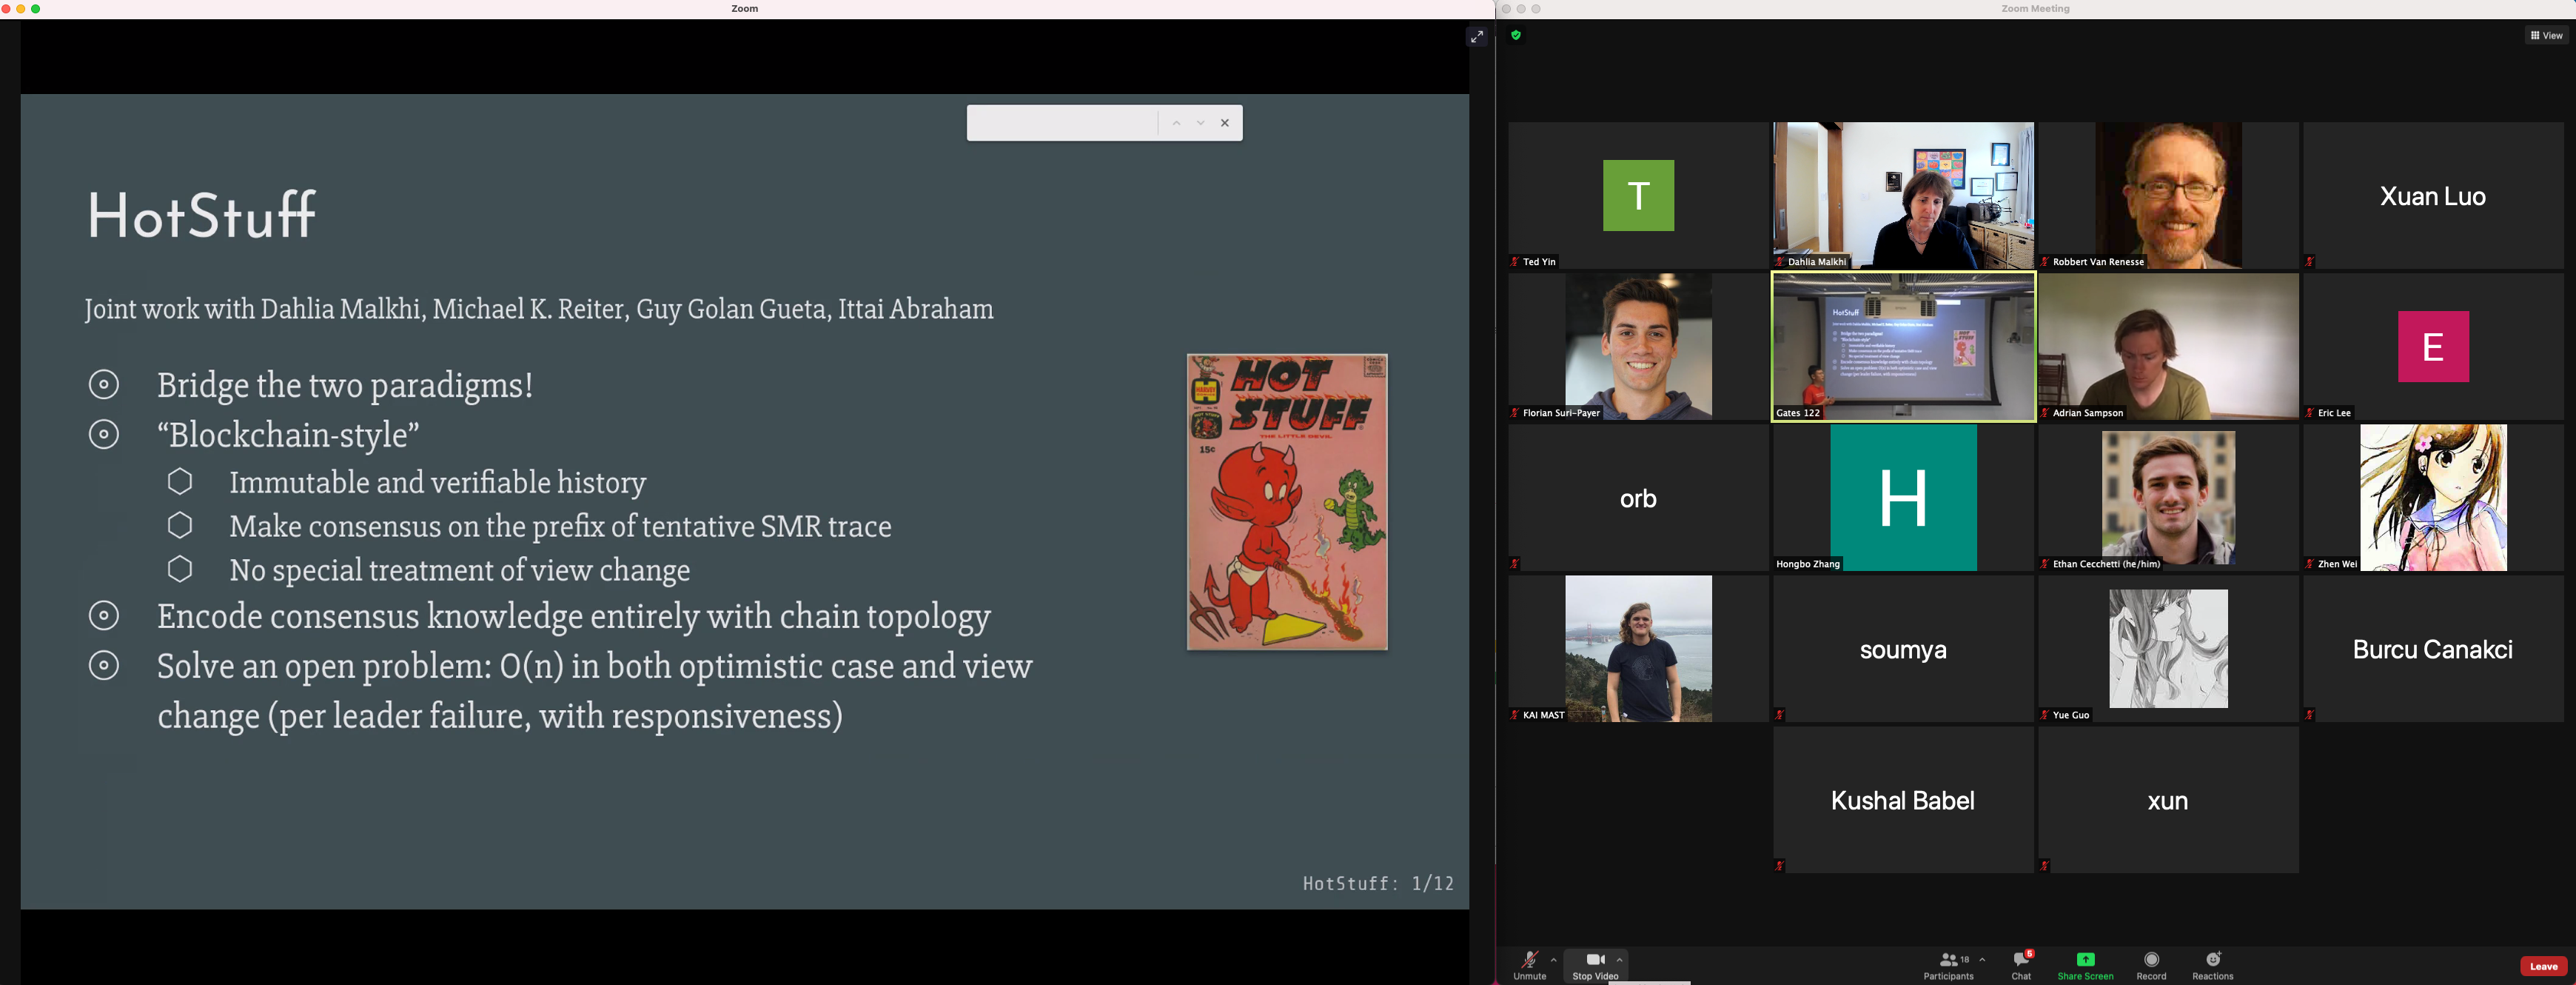 Zoom
HotStuff
Joint work with Dahlia Malkhi, Michael K. Reiter, Guy Golan Gueta, Ittai Abraham
Bridge the two paradigms!
“Blockchain-style”
Immutable and verifiable history
Make consensus on the prefix of tentative SMR trace
No special treatment of view change
Encode consensus knowledge entirely with chain topology
Solve an open problem: O(n) in both optimistic case and view
change (per leader failure, with responsiveness)
HOT
STUFF
THE LITTLE DEVIL
15¢
HotStuff: 1/12
Zoom Meeting
View
T
Ted Yin
Dahlia Malkhi
Robbert Van Renesse
Xuan Luo
Florian Suri-Payer
HotStuff
Gates 122
Adrian Sampson
E
Eric Lee
orb
H
Hongbo Zhang
Ethan Cecchetti (he/him)
Zhen Wei
KAI MAST
soumya
Yue Guo
Burcu Canakci
Kushal Babel
xun
Unmute
Stop Video
18
Participants
5
Chat
Share Screen
Record
Reactions
Leave